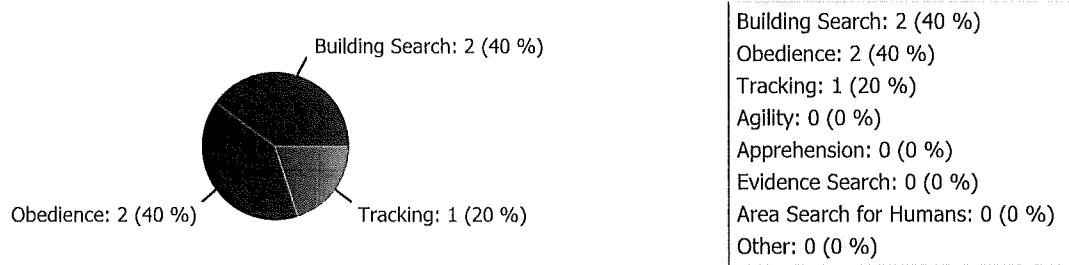 Building Search: 2 (40 %)
Obedience: 2 (40 %)
Tracking: 1 (20 %)
Building Search: 2 (40 %)
Obedience: 2 (40 %)
Tracking: 1 (20 %)
Agility: 0 (0 %)
Apprehension: 0 (0 %)
Evidence Search: 0 (0 %)
Area Search for Humans: 0 (0 %)
Other: 0 (0 %)